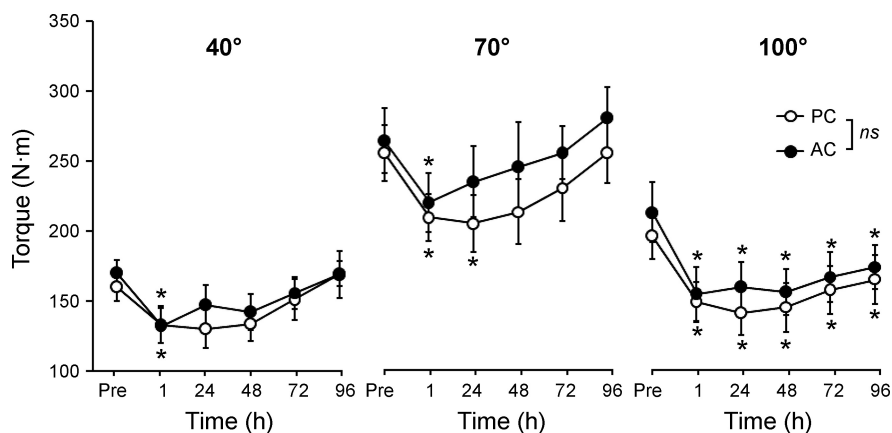 350
300
250
200
150
100
Torque (N·m)
40°
70°
100°
PC
AC
ns
*
*
*
* *
* * * * *
* * * * *
Pre 1 24 48 72 96
Pre 1 24 48 72 96
Pre 1 24 48 72 96
Time (h)
Time (h)
Time (h)